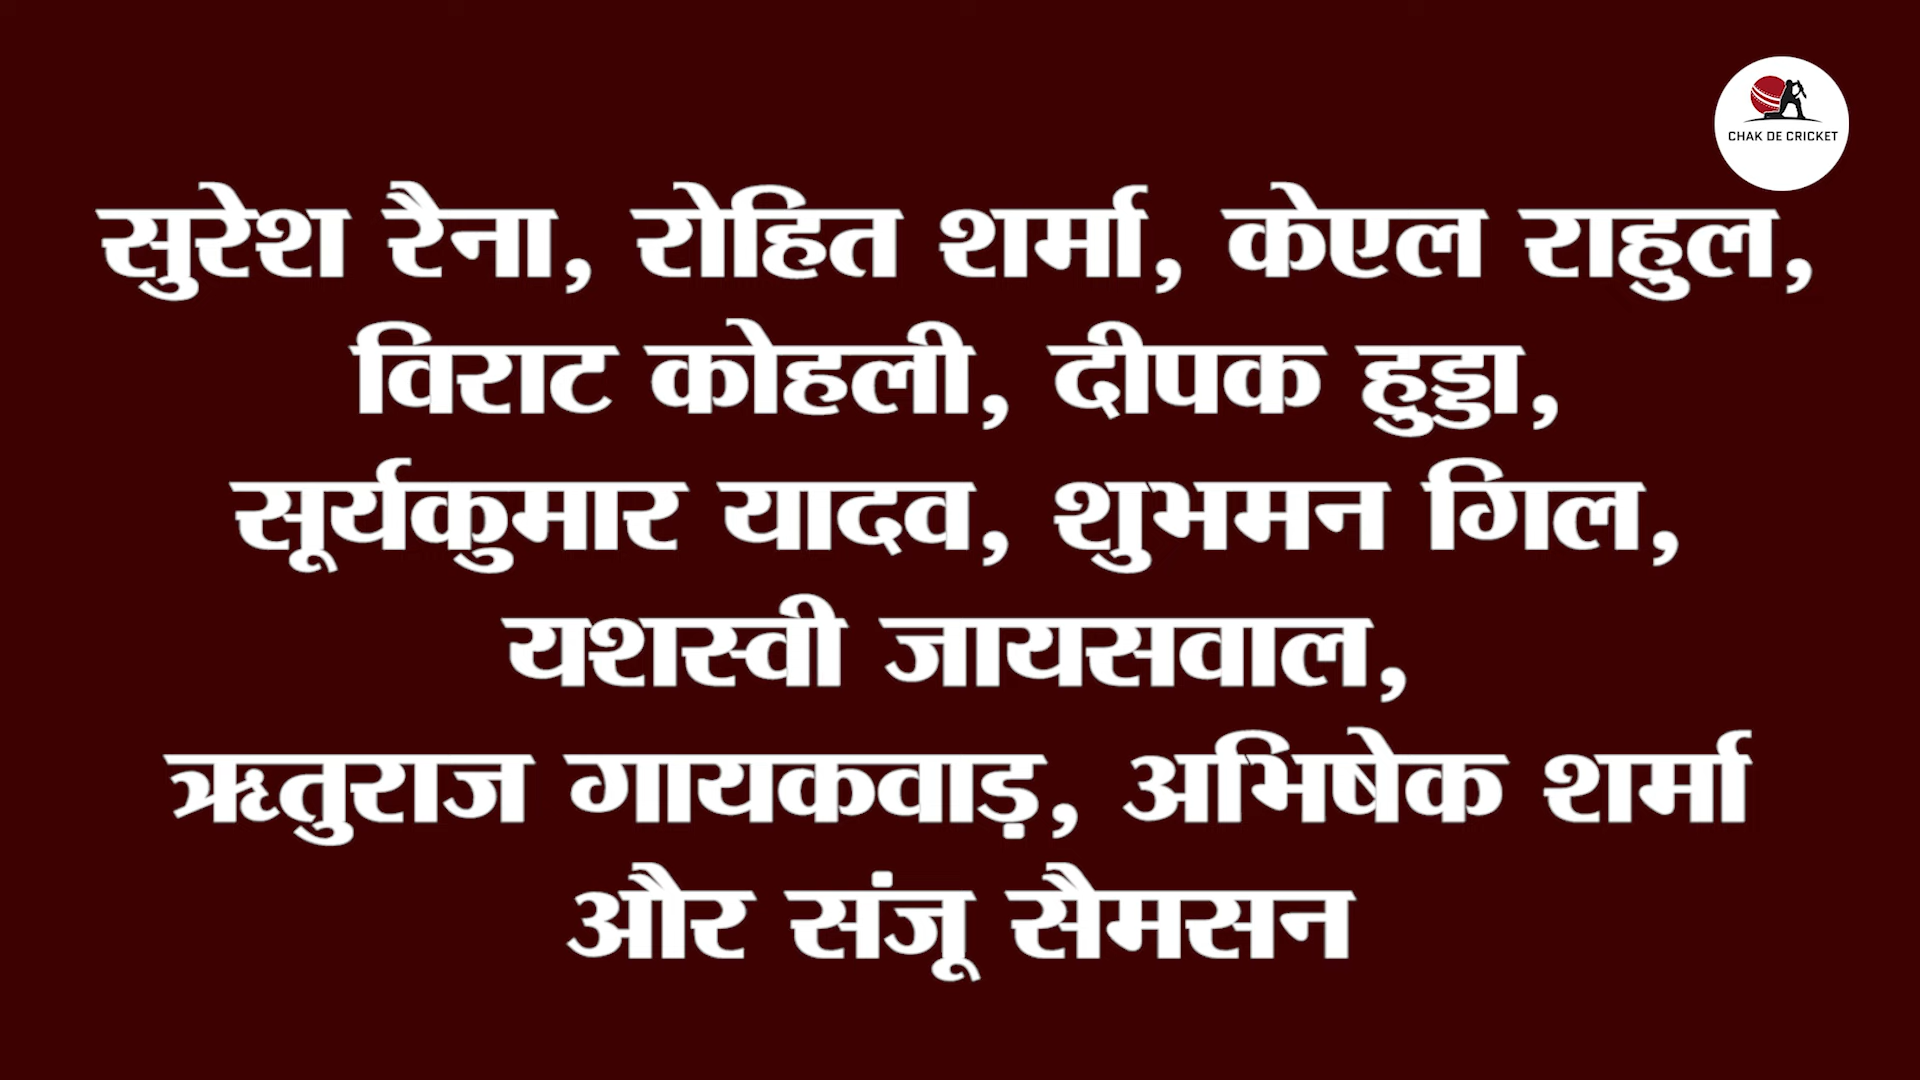 CHAK DE CRICKET
सुरेश रैना, रोहित शर्मा, केएल राहुल,
विराट कोहली, दीपक हुड्डा,
सूर्यकुमार यादव, शुभमन गिल,
यशस्वी जायसवाल,
ऋतुराज गायकवाड़, अभिषेक शर्मा
और संजू सैमसन